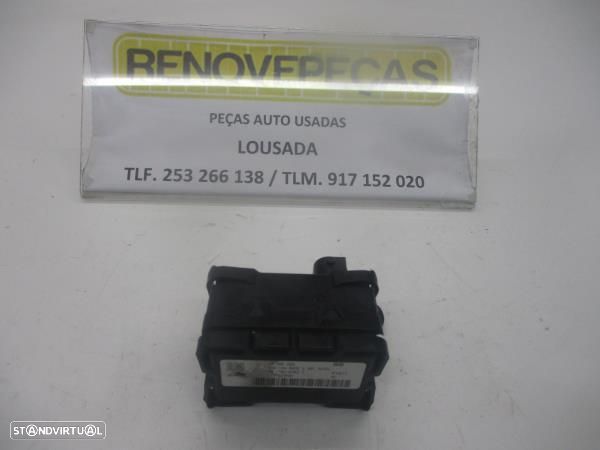 RENOVEPEÇAS
PEÇAS AUTO USADAS
LOUSADA
TLF. 253 266 138 / TLM. 917 152 020
STANDVIRTUAL